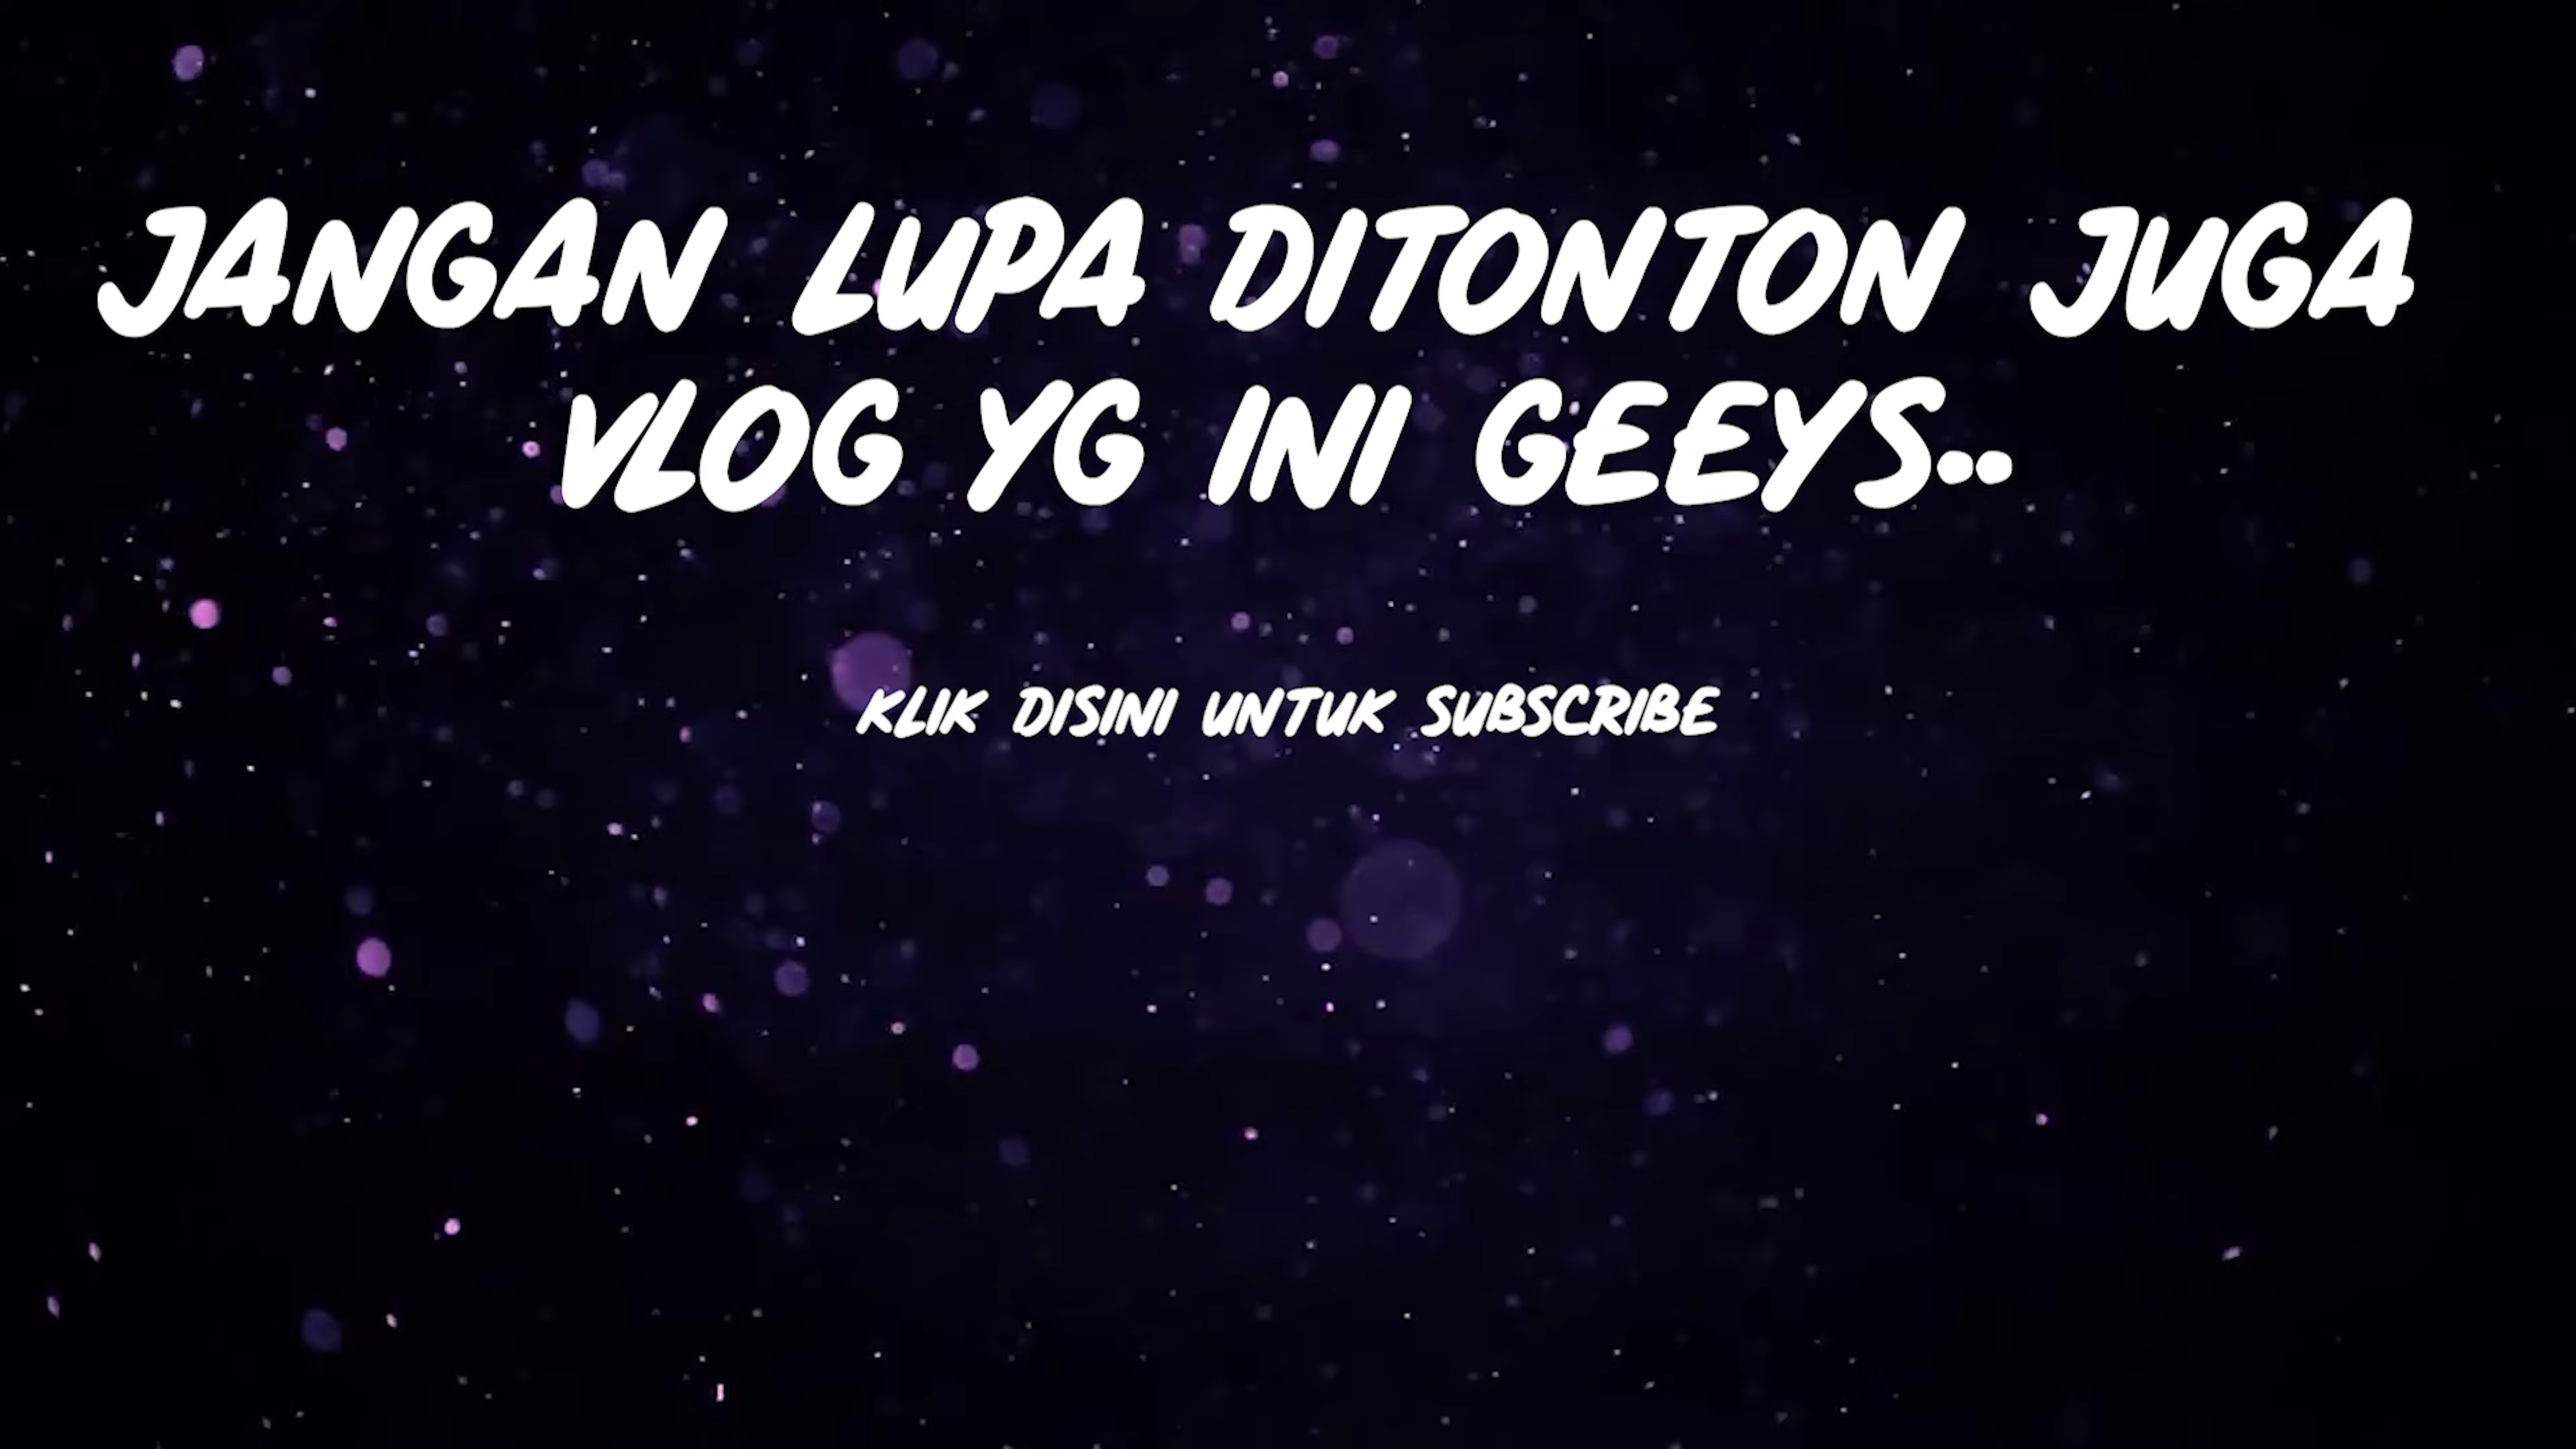 JANGAN LUPA DITONTON JUGA
VLOG YG INI GEEYS..
KLIK DISINI UNTUK SUBSCRIBE